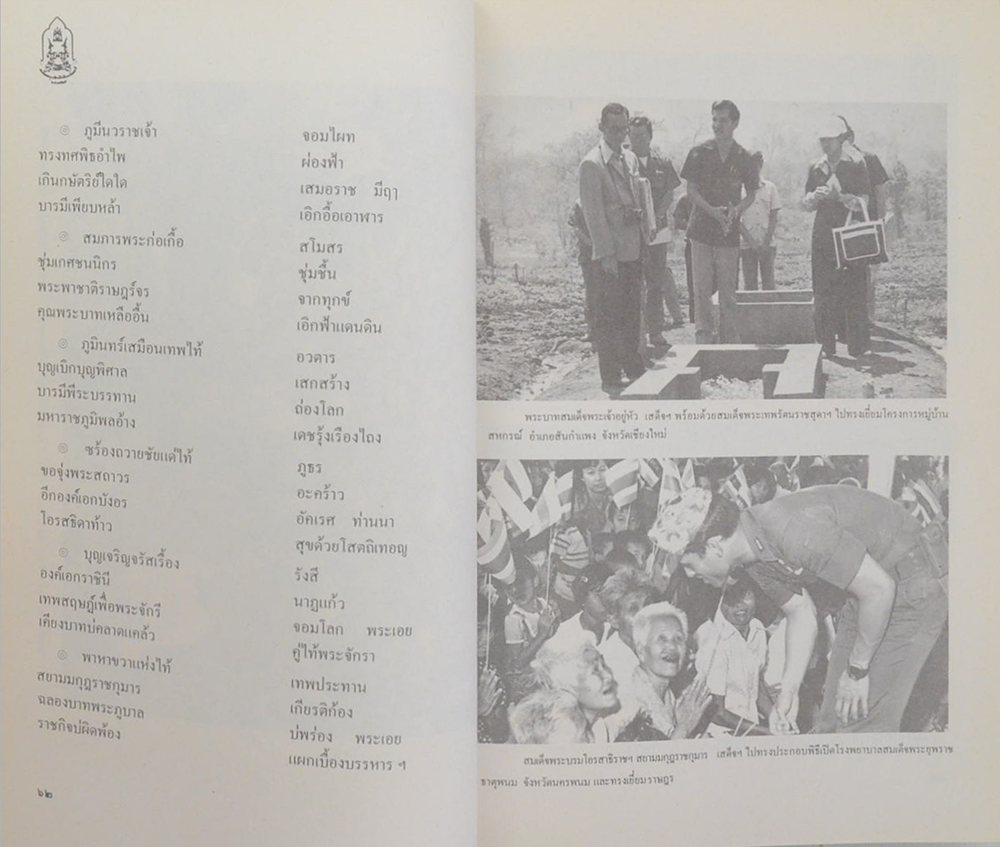 ๏ ภูมีนวราชเจ้า จอมไผท
ทรงทศพิธอำไพ ผ่องฟ้า
เกินกษัตริย์ใดใด เสมอราช มีฤๅ
บารมีเพียบหล้า เอิกอื้อเอาฬาร
๏ สมภารพระก่อเกื้อ สโมสร
ชุ่มเกศชนนิกร ชุ่มชื้น
พระพาชาติราษฎร์จร จากทุกข์
คุณพระบาทเหลืออื้น เอิกฟ้าแดนดิน
๏ ภูมินทร์เสมือนเทพไท้ อวตาร
บุญเบิกบุญพิศาล เสกสร้าง
บารมีพีระบรรทาน ถ่องโลก
มหาราชภูมิพลอ้าง เดชรุ้งเรืองไถง
๏ ซร้องถวายชัยแด่ไท้ ภูธร
ขอจุ่งพระสถาวร อะคร้าว
อีกองค์เอกบังอร อัคเรศ ท่านนา
โอรสธิดาท้าว สุขด้วยโสตถิเทอญ
๏ บุญเจริญจรัสเรื้อง รังสี
องค์เอกราชินี นาฏแก้ว
เทพสฤษฎ์เพื่อพระจักรี จอมโลก พระเอย
เคียงบาทบ่คลาดแคล้ว คู่ไท้พระจักรา
๏ พาหาขวาแห่งไท้ เทพประทาน
สยามมกุฎราชกุมาร เกียรติก้อง
ฉลองบาทพระภูบาล บ่พร่อง พระเอย
ราชกิจบ่ผิดพ้อง แผกเบื้องบรรหาร ฯ
๖๒
พระบาทสมเด็จพระเจ้าอยู่หัว เสด็จฯ พร้อมด้วยสมเด็จพระเทพรัตนราชสุดาฯ ไปทรงเยี่ยมโครงการหมู่บ้าน
สหกรณ์ อำเภอสันกำแพง จังหวัดเชียงใหม่
สมเด็จพระบรมโอรสาธิราชฯ สยามมกุฎราชกุมาร เสด็จฯ ไปทรงประกอบพิธีเปิดโรงพยาบาลสมเด็จพระยุพราช
ธาตุพนม จังหวัดนครพนม และทรงเยี่ยมราษฎร